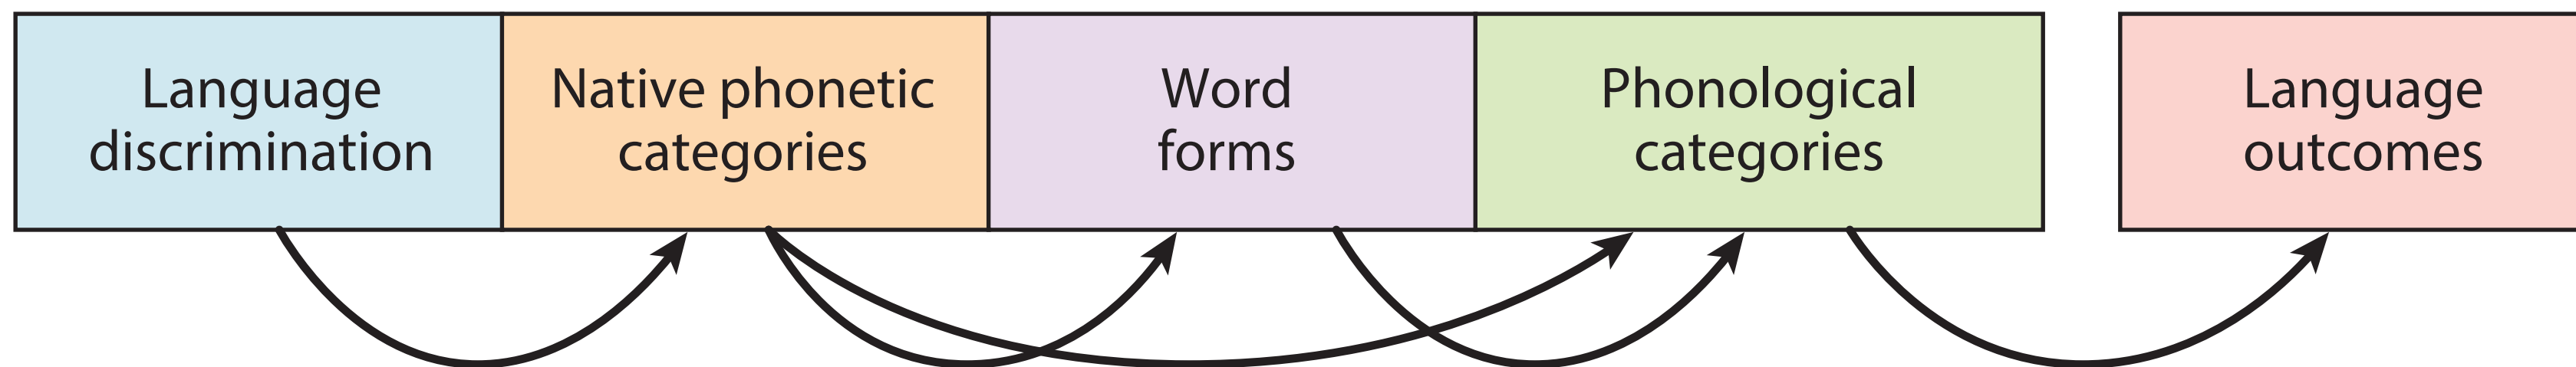 Language
discrimination
Native phonetic
categories
Word
forms
Phonological
categories
Language
outcomes